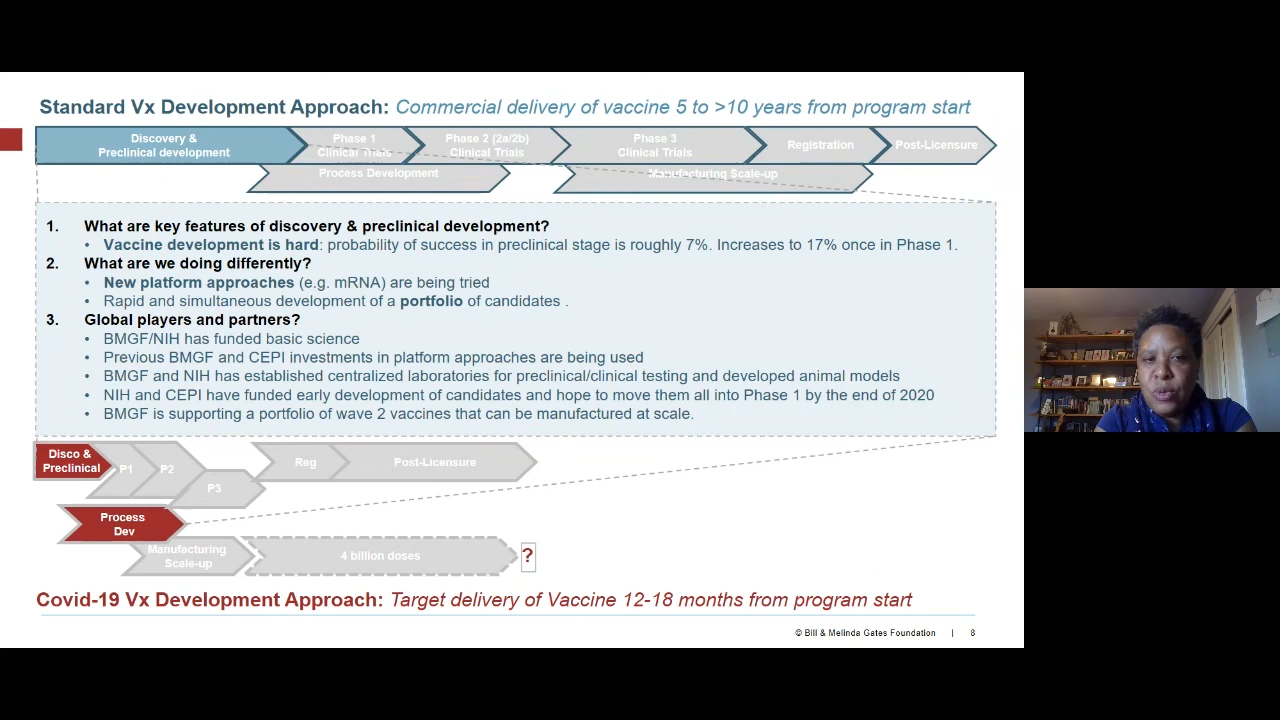 Standard Vx Development Approach: Commercial delivery of vaccine 5 to >10 years from program start
Discovery &
Preclinical development
Phase 1
Clinical Trials
Phase 2 (2a/2b)
Clinical Trials
Phase 3
Clinical Trials
Registration
Post-Licensure
Process Development
Manufacturing Scale-up
1. What are key features of discovery & preclinical development?
• Vaccine development is hard: probability of success in preclinical stage is roughly 7%. Increases to 17% once in Phase 1.
2. What are we doing differently?
• New platform approaches (e.g. mRNA) are being tried
• Rapid and simultaneous development of a portfolio of candidates .
3. Global players and partners?
• BMGF/NIH has funded basic science
• Previous BMGF and CEPI investments in platform approaches are being used
• BMGF and NIH has established centralized laboratories for preclinical/clinical testing and developed animal models
• NIH and CEPI have funded early development of candidates and hope to move them all into Phase 1 by the end of 2020
• BMGF is supporting a portfolio of wave 2 vaccines that can be manufactured at scale.
Disco &
Preclinical
P1
P2
P3
Reg
Post-Licensure
Process
Dev
Manufacturing
Scale-up
4 billion doses
?
Covid-19 Vx Development Approach: Target delivery of Vaccine 12-18 months from program start
© Bill & Melinda Gates Foundation | 8